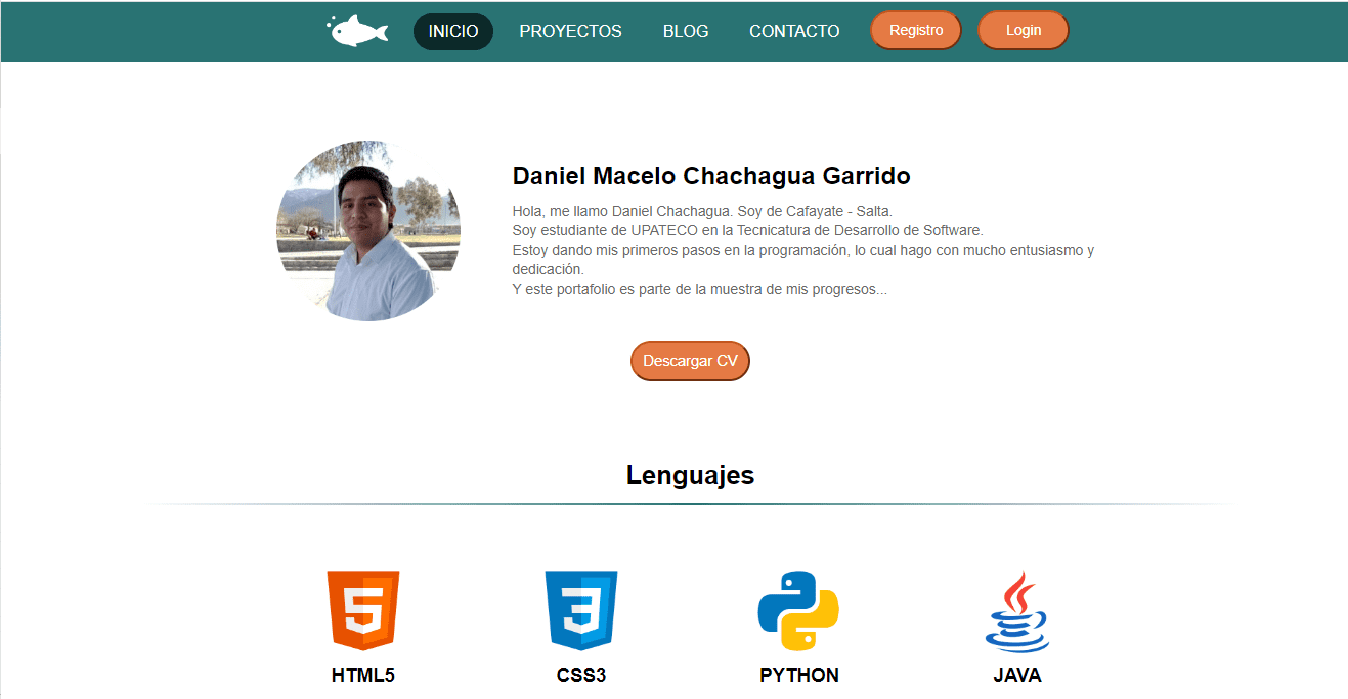 INICIO PROYECTOS BLOG CONTACTO Registro Login
Daniel Macelo Chachagua Garrido
Hola, me llamo Daniel Chachagua. Soy de Cafayate - Salta.
Soy estudiante de UPATECO en la Tecnicatura de Desarrollo de Software.
Estoy dando mis primeros pasos en la programación, lo cual hago con mucho entusiasmo y
dedicación.
Y este portafolio es parte de la muestra de mis progresos...
Descargar CV
Lenguajes
5 3
HTML5 CSS3 PYTHON JAVA